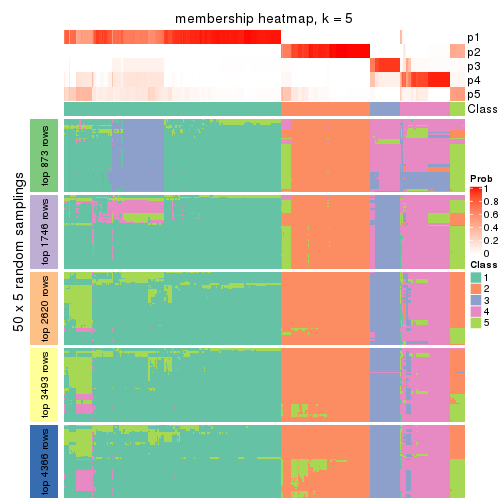 membership heatmap, k = 5
p1
p2
p3
p4
p5
Class
50 x 5 random samplings
top 873 rows
top 1746 rows
top 2620 rows
top 3493 rows
top 4366 rows
Prob
1
0.8
0.6
0.4
0.2
0
Class
1
2
3
4
5